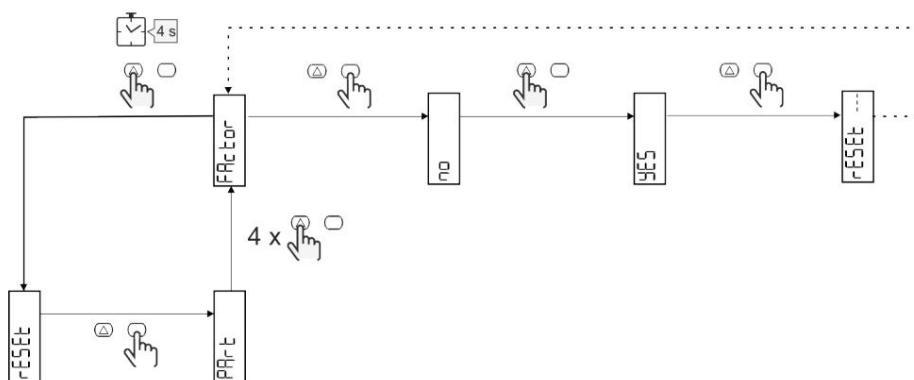 4 s
FActor
no
YES
rESEt ----
4 x
rESEt
PArt